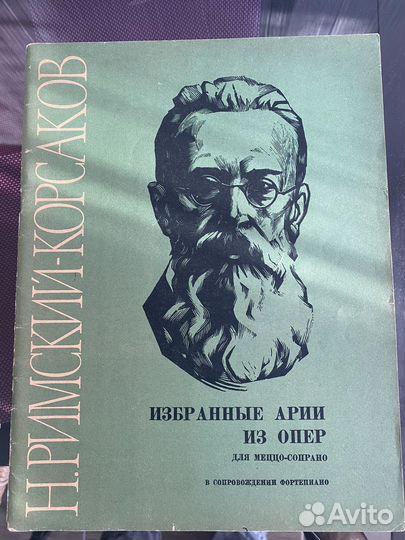 Н.РИМСКИЙ-КОРСАКОВ
ИЗБРАННЫЕ АРИИ
ИЗ ОПЕР
ДЛЯ МЕЦЦО-СОПРАНО
В СОПРОВОЖДЕНИИ ФОРТЕПИАНО
Avito